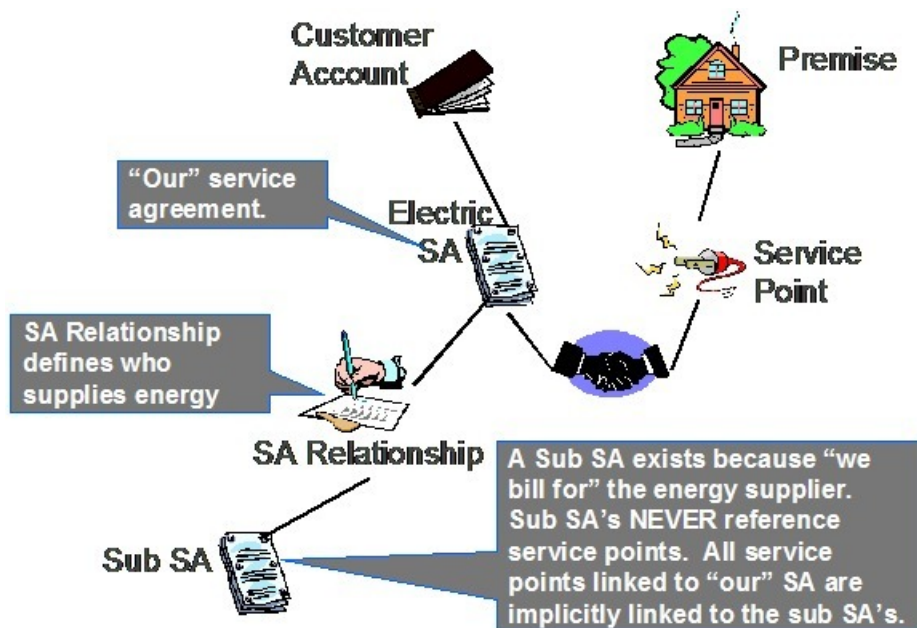 Customer
Account
Premise
“Our” service
agreement.
Electric
SA
Service
Point
SA Relationship
defines who
supplies energy
SA Relationship
A Sub SA exists because “we
bill for” the energy supplier.
Sub SA’s NEVER reference
service points. All service
points linked to “our” SA are
implicitly linked to the sub SA’s.
Sub SA